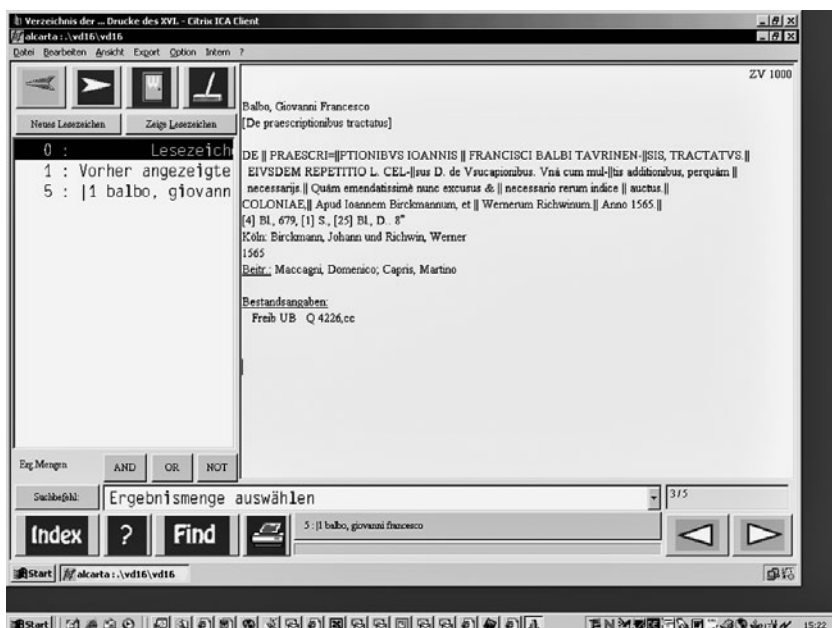 Verzeichnis der ... Drucke des XVI. - Citrix ICA Client
alcarta : .\vd16\vd16
Datei Bearbeiten Ansicht Export Option Intern ?
Neues Lesezeichen Zeige Lesezeichen
0 : Lesezeich
1 : Vorher angezeigte
5 : |1 balbo, giovann
ZV 1000
Balbo, Giovanni Francesco
[De praescriptionibus tractatus]
DE || PRAESCRI=||PTIONIBVS IOANNIS || FRANCISCI BALBI TAVRINEN-||SIS, TRACTATVS.||
EIVSDEM REPETITIO L. CEL-||sus D. de Vsucapionibus. Vnà cum mul-||tis additionibus, perquàm ||
necessarijs.|| Quàm emendatissimè nunc excusus & || necessario rerum indice || auctus.||
COLONIAE,|| Apud Ioannem Birckmannum, et || Wernerum Richwinum.|| Anno 1565.||
[4] Bl., 679, [1] S., [25] Bl., D.. 8"
Köln: Birckmann, Johann und Richwin, Werner
1565
Beitr.: Maccagni, Domenico; Capris, Martino
Bestandsangaben:
Freib UB Q 4226,cc
Erg.Mengen AND OR NOT
Suchbefehl: Ergebnismenge auswählen 3/5
Index ? Find 5 : |1 balbo, giovanni francesco
Start alcarta : .\vd16\vd16
Start 15:22